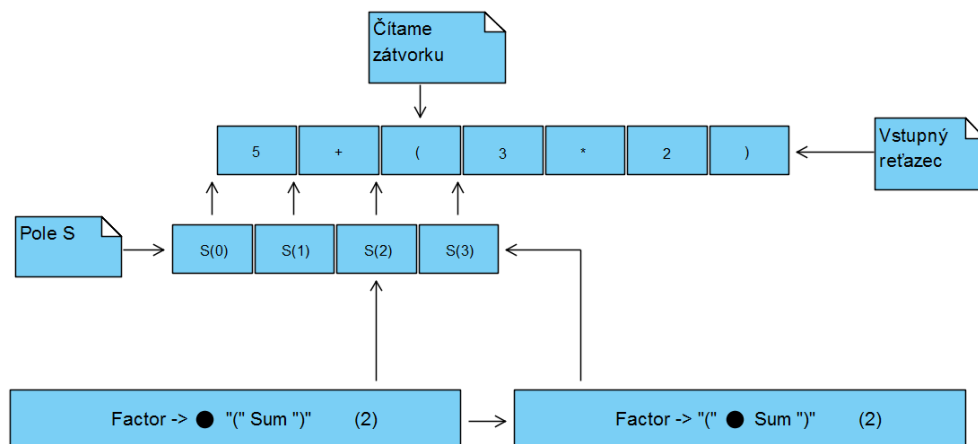 Čítame
zátvorku
5 + ( 3 * 2 )
Vstupný
reťazec
Pole S
S(0) S(1) S(2) S(3)
Factor -> ● "(" Sum ")" (2)
Factor -> "(" ● Sum ")" (2)